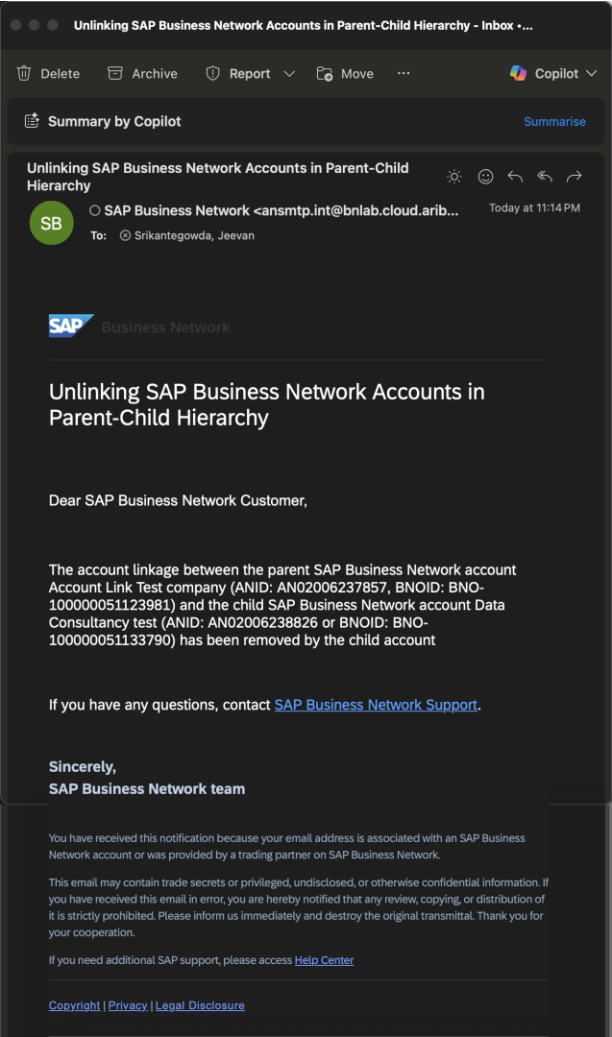 Unlinking SAP Business Network Accounts in Parent-Child Hierarchy - Inbox •...
Delete Archive Report Move ... Copilot
Summary by Copilot Summarise
Unlinking SAP Business Network Accounts in Parent-Child
Hierarchy
SB
SAP Business Network <ansmtp.int@bnlab.cloud.arib... Today at 11:14 PM
To: Srikantegowda, Jeevan
SAP Business Network
Unlinking SAP Business Network Accounts in
Parent-Child Hierarchy
Dear SAP Business Network Customer,
The account linkage between the parent SAP Business Network account
Account Link Test company (ANID: AN02006237857, BNOID: BNO-
100000051123981) and the child SAP Business Network account Data
Consultancy test (ANID: AN02006238826 or BNOID: BNO-
100000051133790) has been removed by the child account
If you have any questions, contact SAP Business Network Support.
Sincerely,
SAP Business Network team
You have received this notification because your email address is associated with an SAP Business
Network account or was provided by a trading partner on SAP Business Network.
This email may contain trade secrets or privileged, undisclosed, or otherwise confidential information. If
you have received this email in error, you are hereby notified that any review, copying, or distribution of
it is strictly prohibited. Please inform us immediately and destroy the original transmittal. Thank you for
your cooperation.
If you need additional SAP support, please access Help Center
Copyright | Privacy | Legal Disclosure